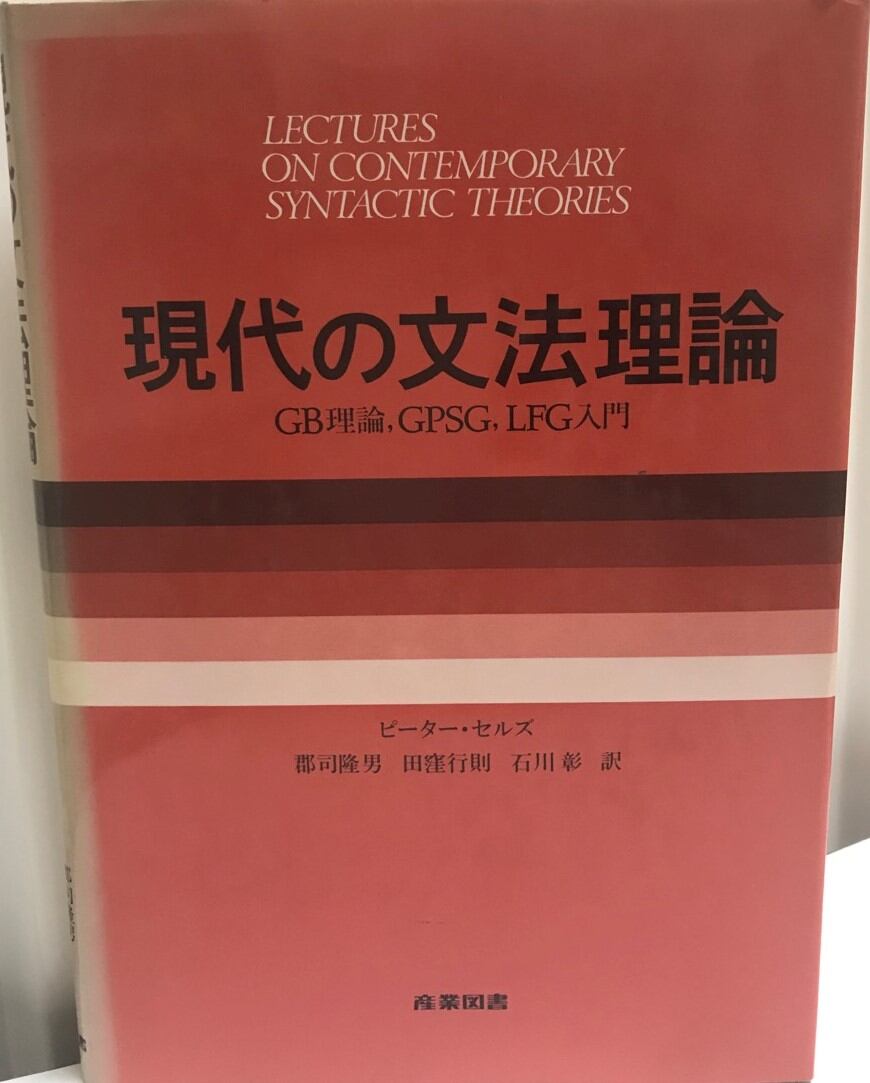 LECTURES
ON CONTEMPORARY
SYNTACTIC THEORIES
現代の文法理論
GB理論, GPSG, LFG入門
ピーター・セルズ
郡司隆男 田窪行則 石川 彰 訳
産業図書